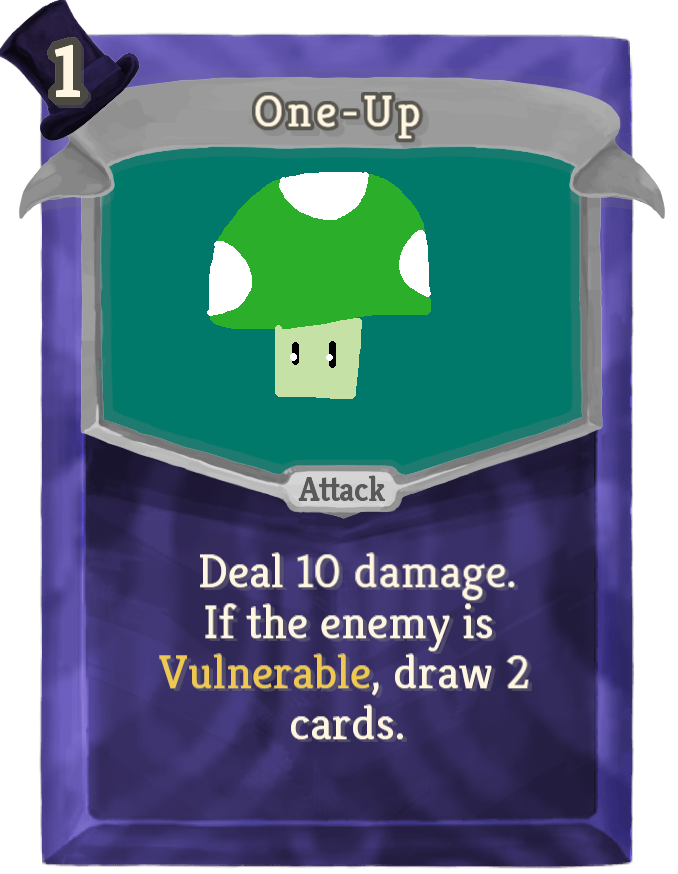 1
One-Up
Attack
Deal 10 damage.
If the enemy is
Vulnerable, draw 2
cards.